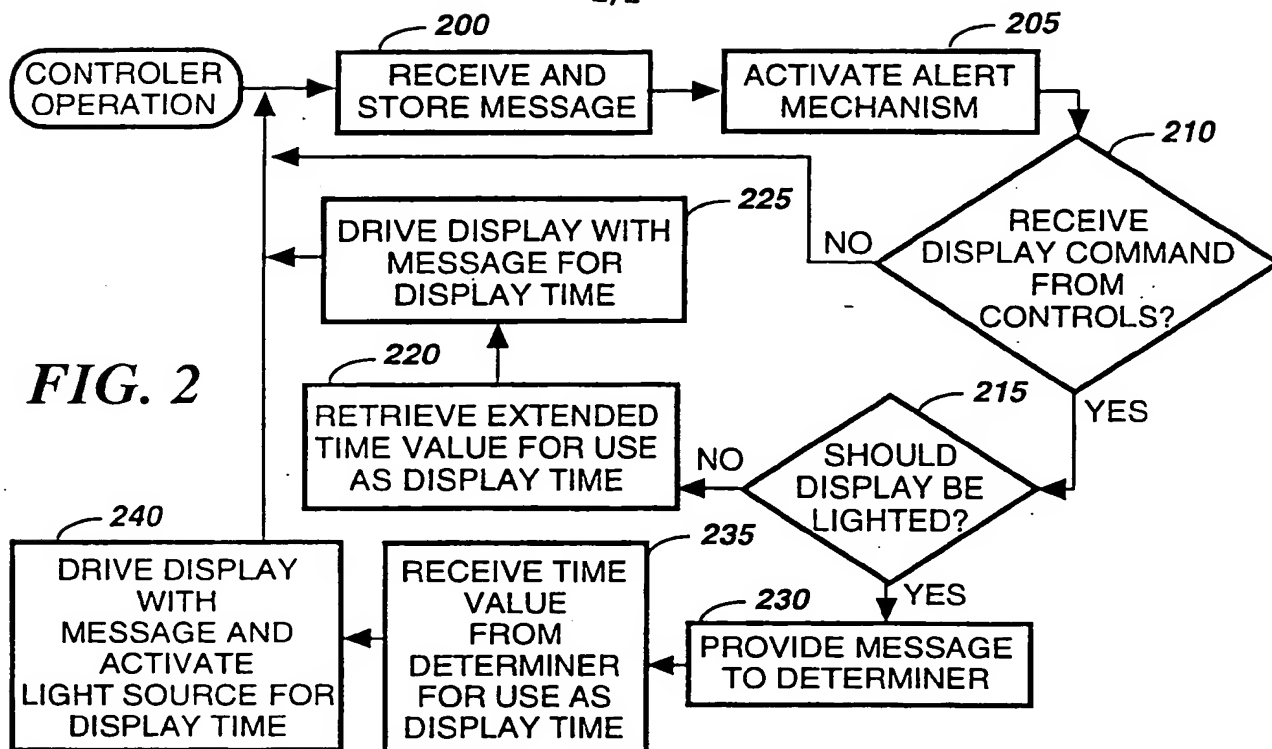 CONTROLER
OPERATION
200
RECEIVE AND
STORE MESSAGE
205
ACTIVATE ALERT
MECHANISM
210
RECEIVE
DISPLAY COMMAND
FROM
CONTROLS?
NO
YES
225
DRIVE DISPLAY WITH
MESSAGE FOR
DISPLAY TIME
FIG. 2
220
RETRIEVE EXTENDED
TIME VALUE FOR USE
AS DISPLAY TIME
215
SHOULD
DISPLAY BE
LIGHTED?
NO
YES
230
PROVIDE MESSAGE
TO DETERMINER
235
RECEIVE TIME
VALUE
FROM
DETERMINER
FOR USE AS
DISPLAY TIME
240
DRIVE DISPLAY
WITH
MESSAGE AND
ACTIVATE
LIGHT SOURCE FOR
DISPLAY TIME